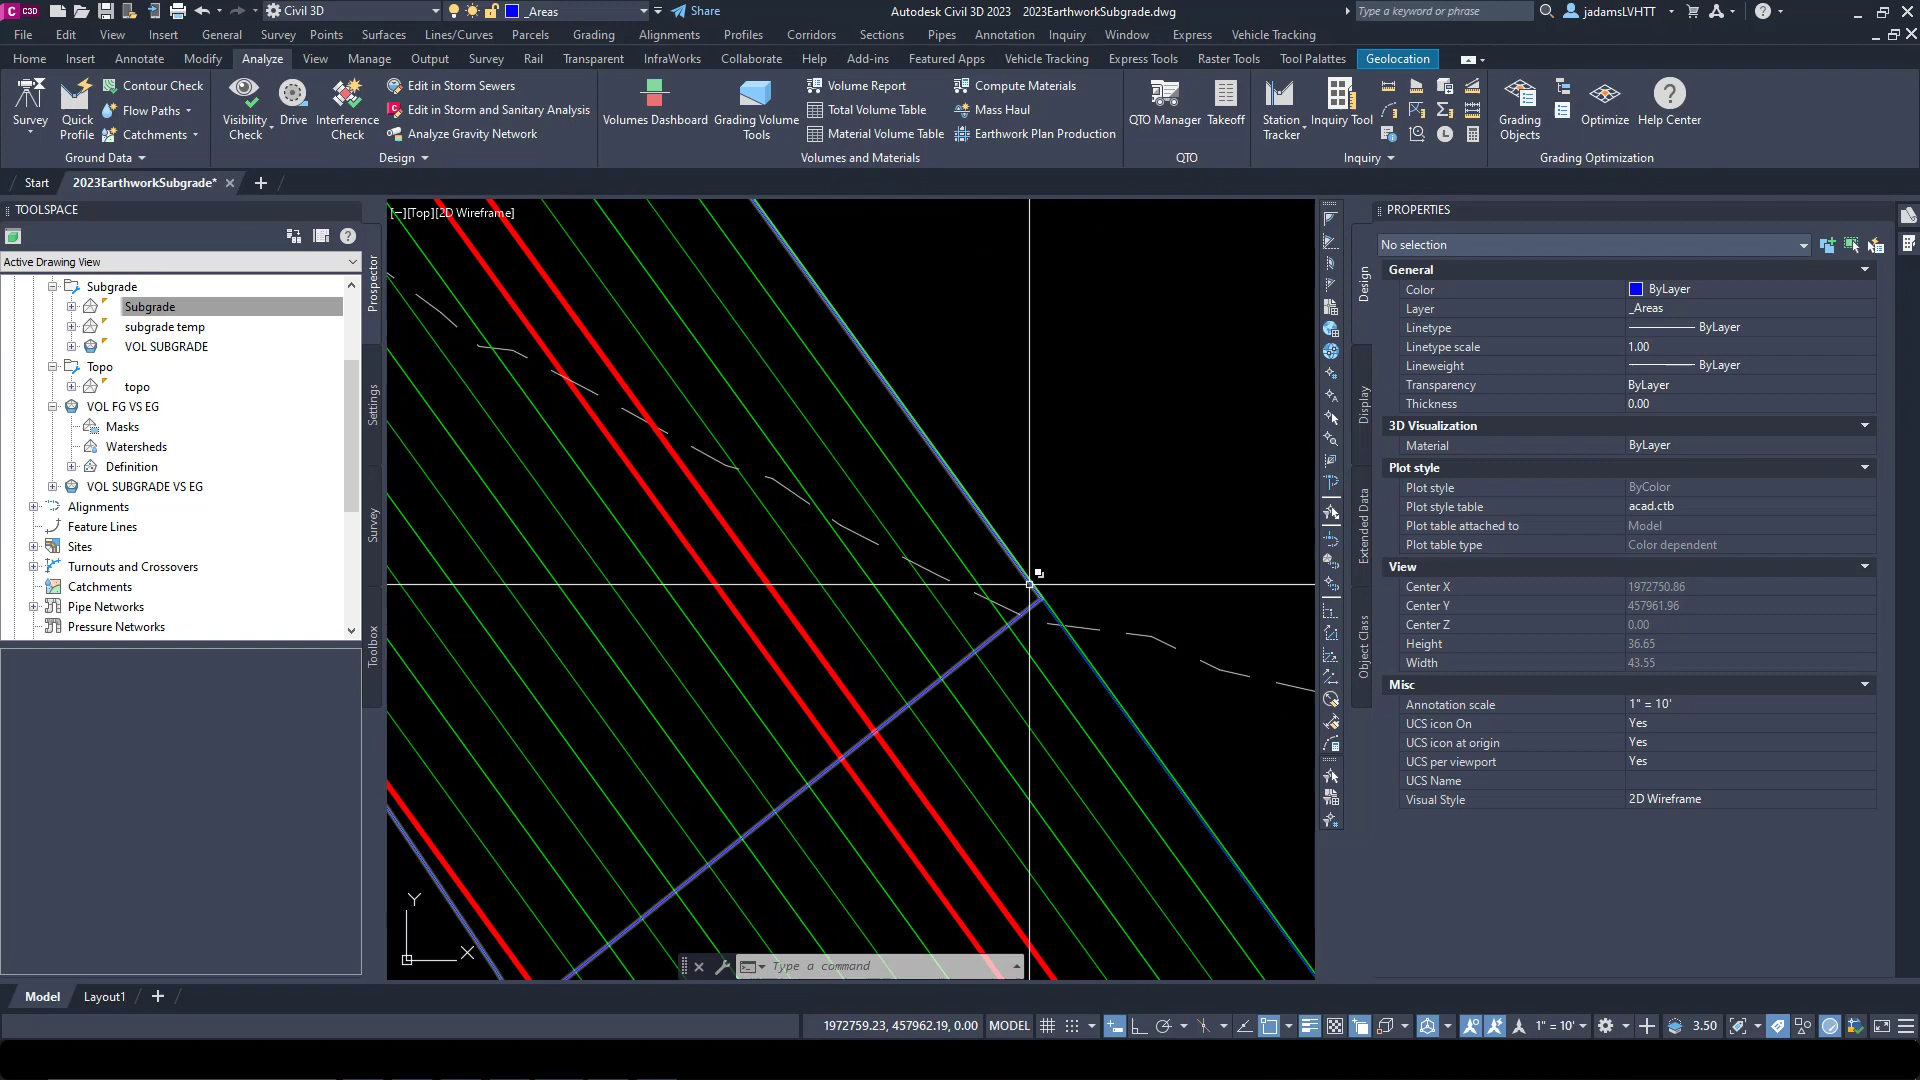 C C3D Civil 3D _Areas Share Autodesk Civil 3D 2023 2023EarthworkSubgrade.dwg Type a keyword or phrase jadamsLVHTT
File Edit View Insert General Survey Points Surfaces Lines/Curves Parcels Grading Alignments Profiles Corridors Sections Pipes Annotation Inquiry Window Express Vehicle Tracking
Home Insert Annotate Modify Analyze View Manage Output Survey Rail Transparent InfraWorks Collaborate Help Add-ins Featured Apps Vehicle Tracking Express Tools Raster Tools Tool Palettes Geolocation
Survey
Quick Profile
Contour Check
Flow Paths
Catchments
Ground Data
Visibility Check
Drive
Interference Check
Edit in Storm Sewers
Edit in Storm and Sanitary Analysis
Analyze Gravity Network
Design
Volumes Dashboard
Grading Volume Tools
Volume Report
Total Volume Table
Material Volume Table
Compute Materials
Mass Haul
Earthwork Plan Production
Volumes and Materials
QTO Manager
Takeoff
QTO
Station Tracker
Inquiry Tool
Inquiry
Grading Objects
Optimize
Help Center
Grading Optimization
Start 2023EarthworkSubgrade*
TOOLSPACE
Active Drawing View
Subgrade
Subgrade
subgrade temp
VOL SUBGRADE
Topo
topo
VOL FG VS EG
Masks
Watersheds
Definition
VOL SUBGRADE VS EG
Alignments
Feature Lines
Sites
Turnouts and Crossovers
Catchments
Pipe Networks
Pressure Networks
Prospector
Settings
Survey
Toolbox
[−][Top][2D Wireframe]
Y
X
Type a command
PROPERTIES
No selection
Design
Display
Extended Data
Object Class
General
Color ByLayer
Layer _Areas
Linetype ByLayer
Linetype scale 1.00
Lineweight ByLayer
Transparency ByLayer
Thickness 0.00
3D Visualization
Material ByLayer
Plot style
Plot style ByColor
Plot style table acad.ctb
Plot table attached to Model
Plot table type Color dependent
View
Center X 1972750.86
Center Y 457961.96
Center Z 0.00
Height 36.65
Width 43.55
Misc
Annotation scale 1" = 10'
UCS icon On Yes
UCS icon at origin Yes
UCS per viewport Yes
UCS Name
Visual Style 2D Wireframe
Model Layout1
1972759.23, 457962.19, 0.00 MODEL 1" = 10' 3.50